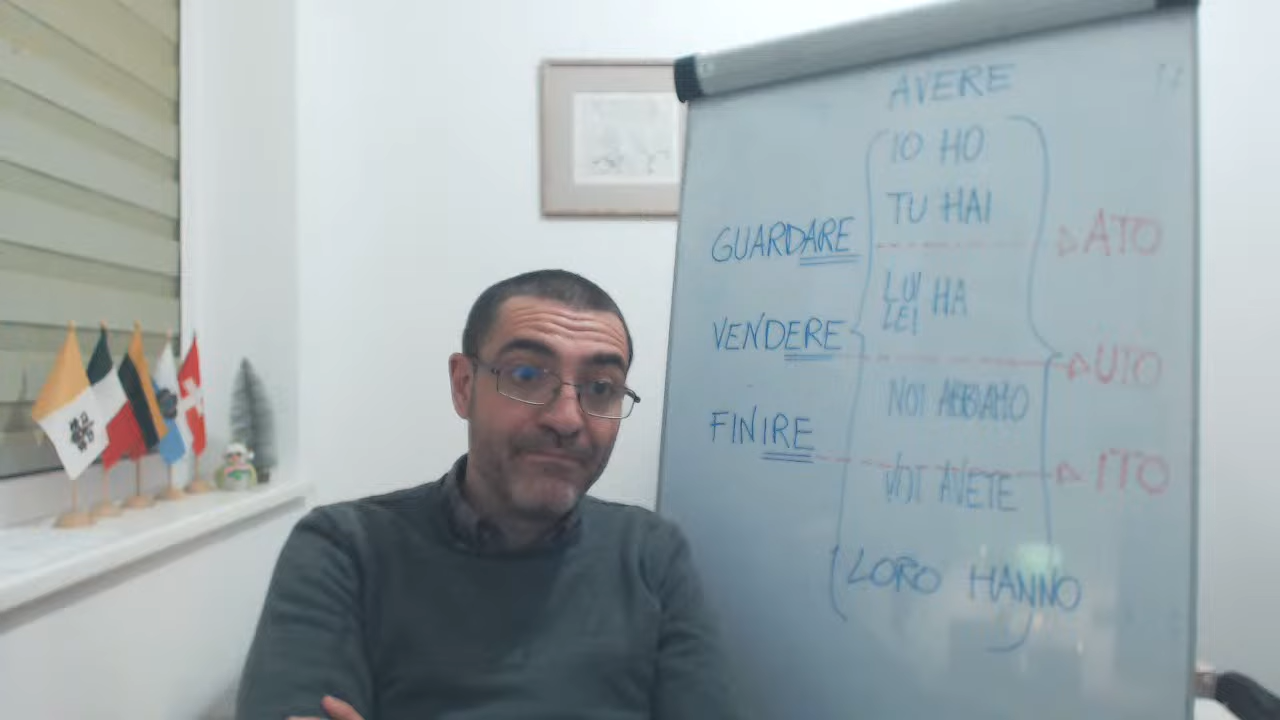 AVERE
IO HO
TU HAI
GUARDARE
ATO
LUI HA
LEI
VENDERE
UTO
NOI ABBIAMO
FINIRE
ITO
VOI AVETE
LORO HANNO